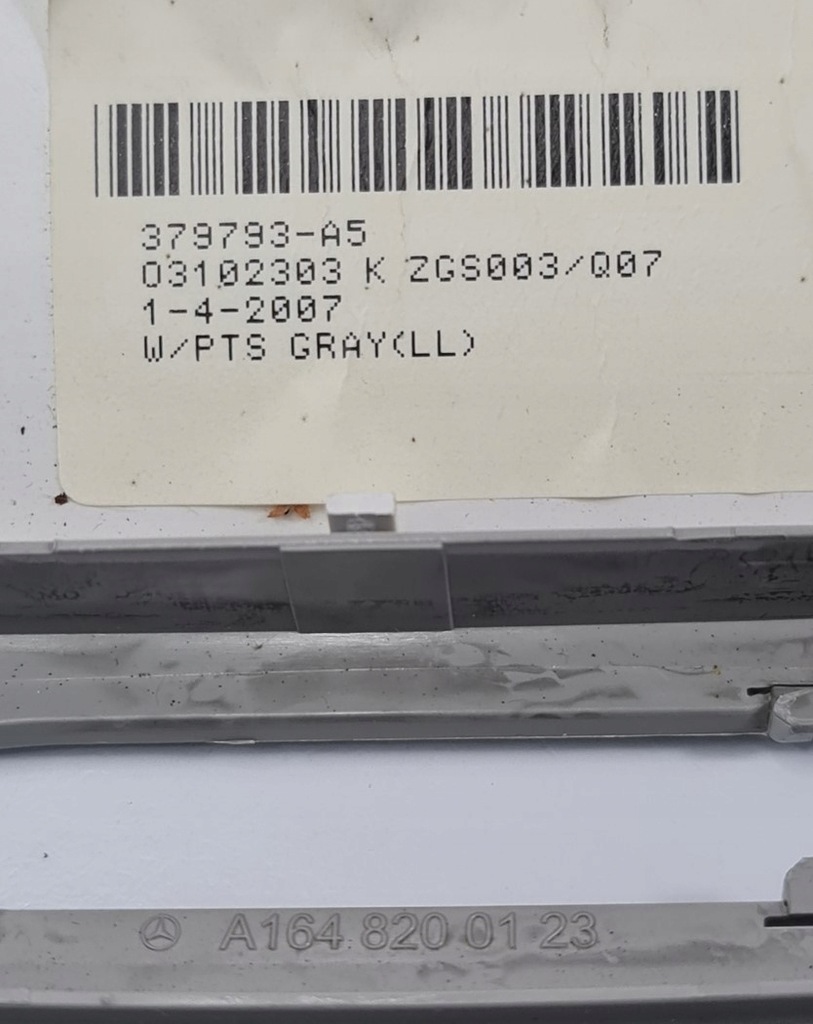 379793-A5
03102303 K ZGS003/Q07
1-4-2007
W/PTS GRAY(LL)
A164 820 01 23